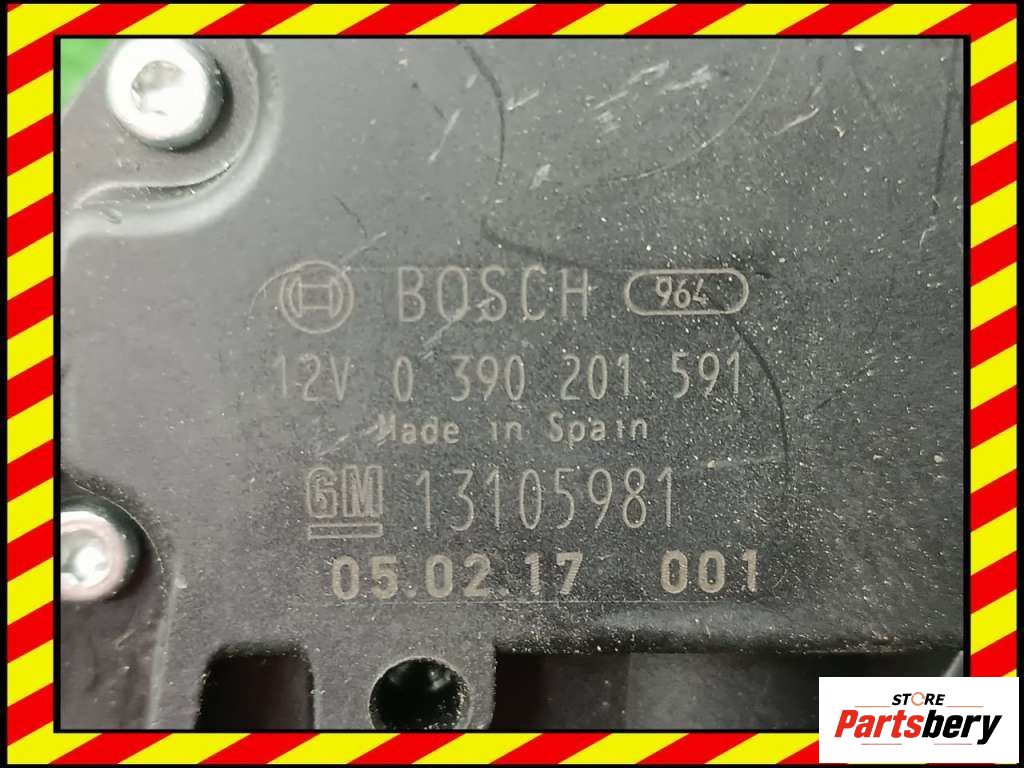 BOSCH 964
12V 0 390 201 591
Made in Spain
GM 13105981
05.02.17 001
STORE
Partsbery